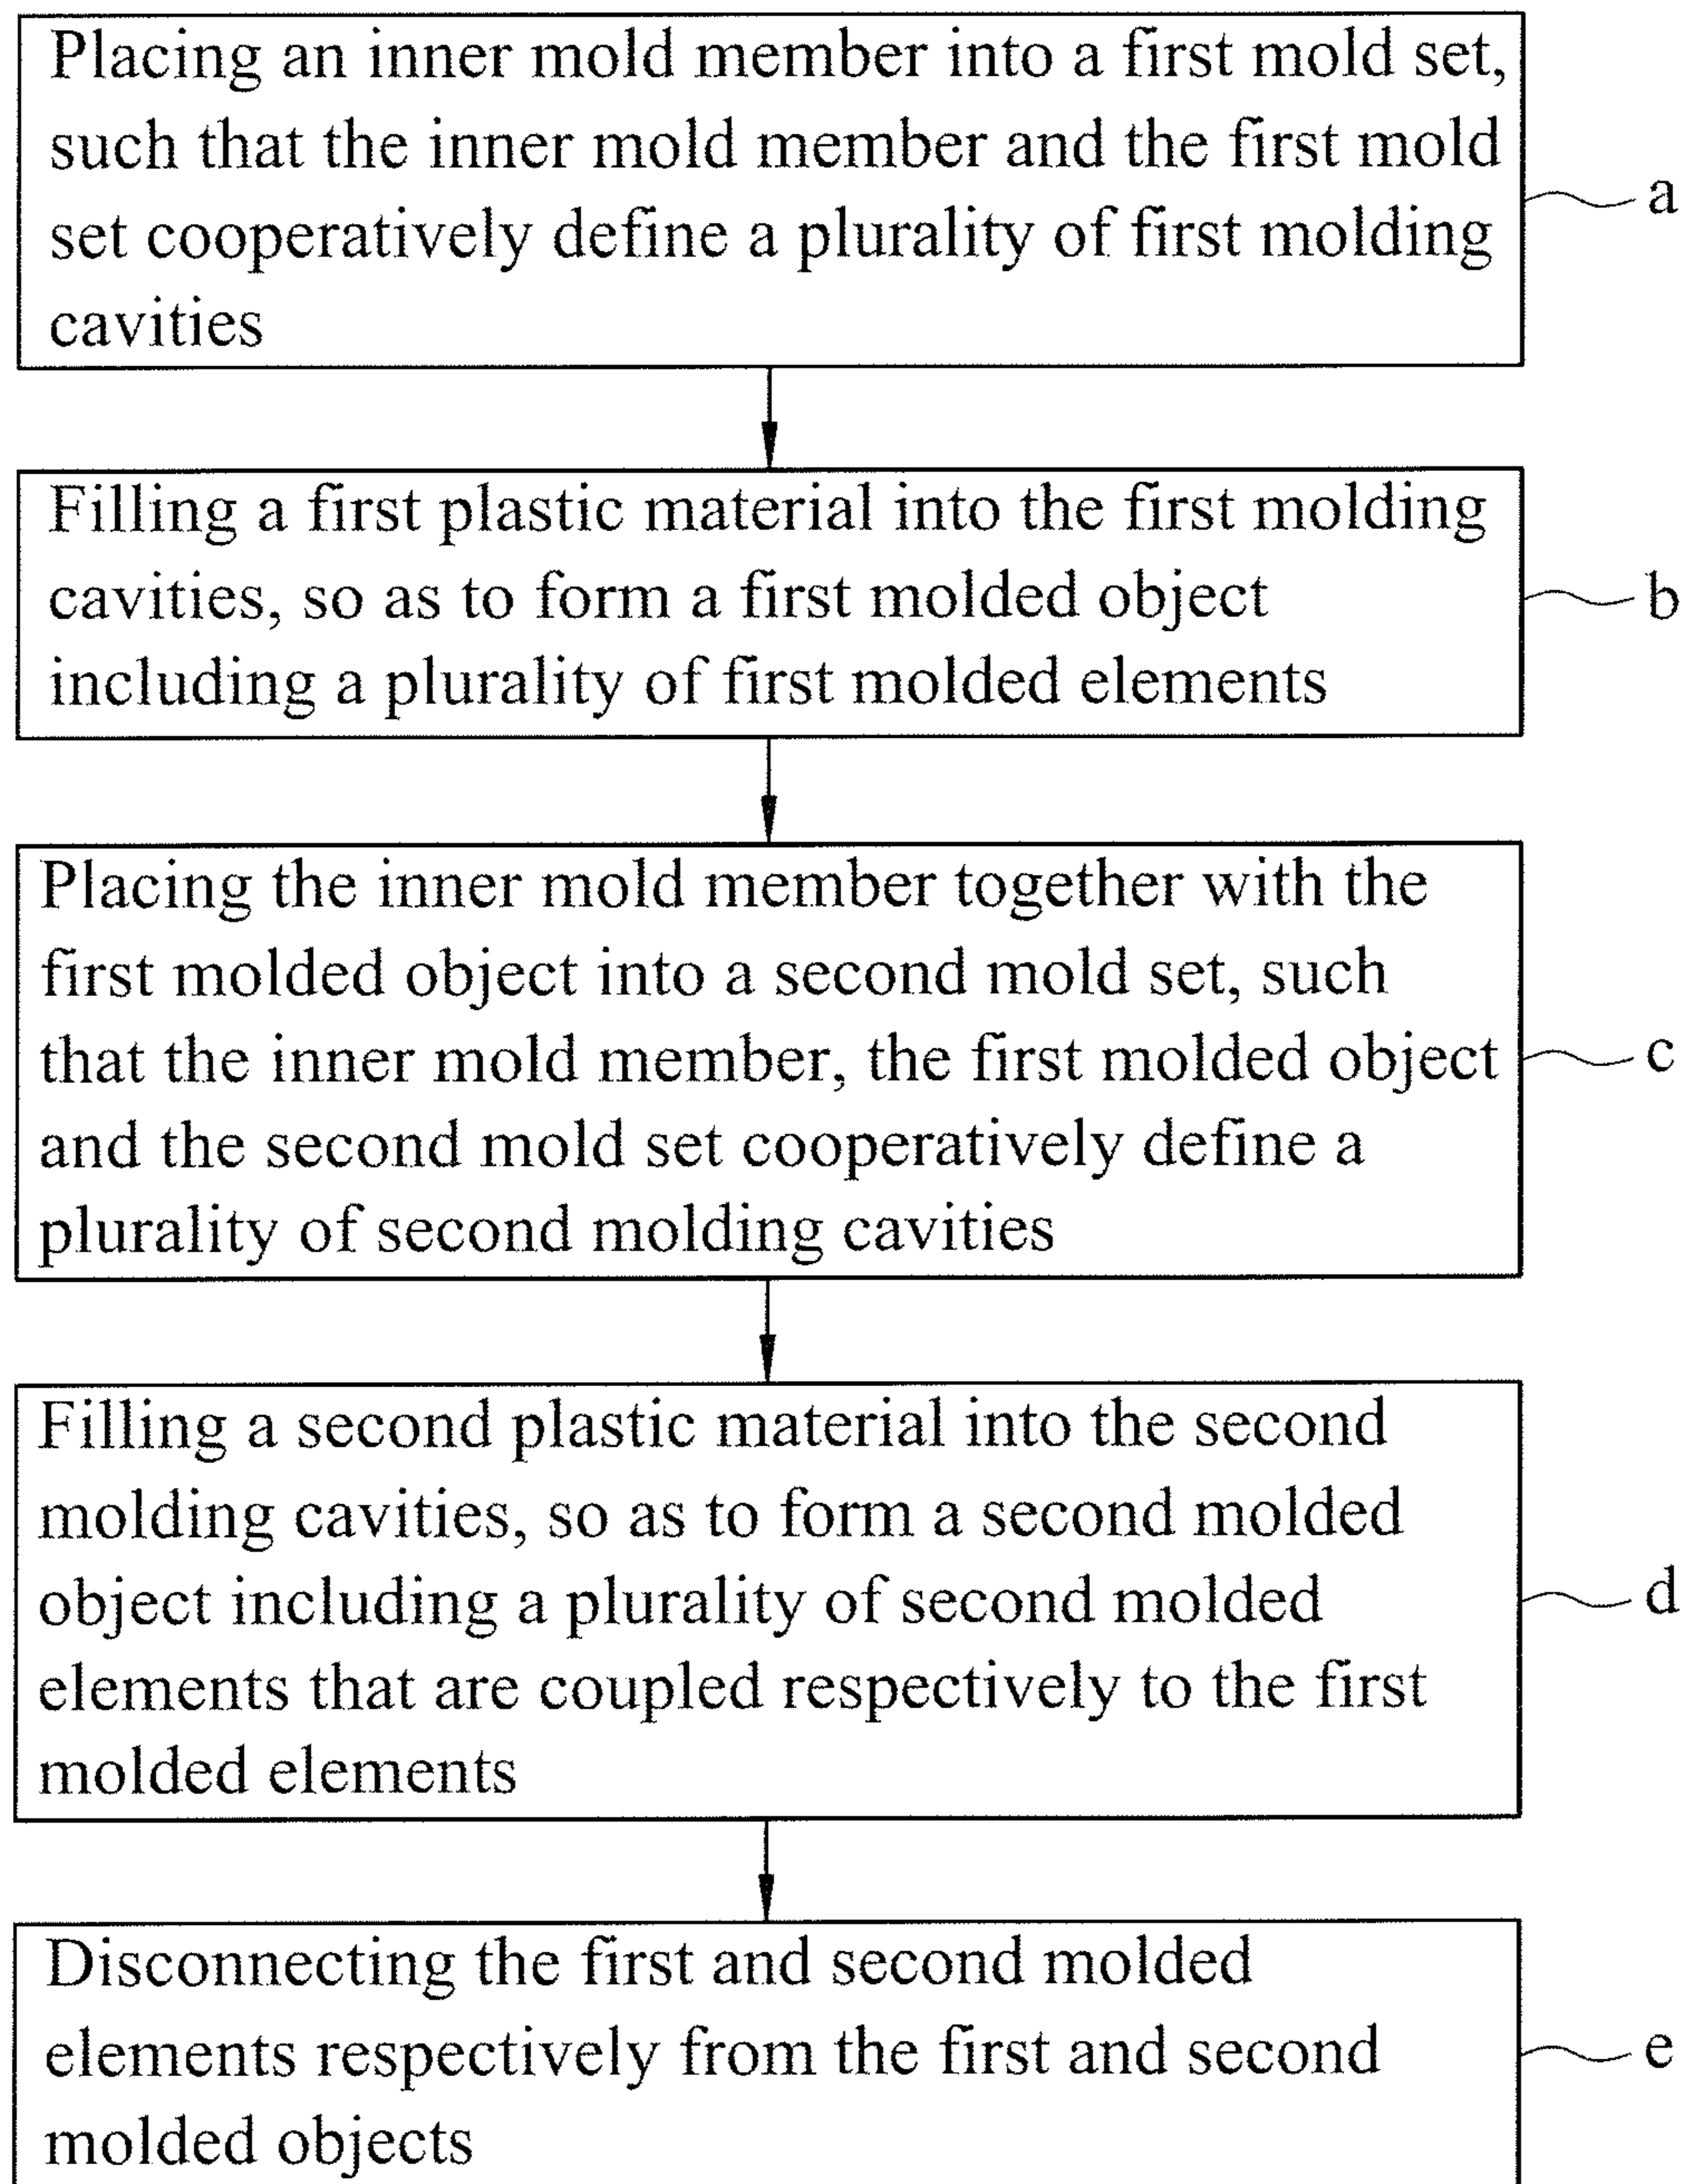 Placing an inner mold member into a first mold set,
such that the inner mold member and the first mold
set cooperatively define a plurality of first molding
cavities
a
Filling a first plastic material into the first molding
cavities, so as to form a first molded object
including a plurality of first molded elements
b
Placing the inner mold member together with the
first molded object into a second mold set, such
that the inner mold member, the first molded object
and the second mold set cooperatively define a
plurality of second molding cavities
c
Filling a second plastic material into the second
molding cavities, so as to form a second molded
object including a plurality of second molded
elements that are coupled respectively to the first
molded elements
d
Disconnecting the first and second molded
elements respectively from the first and second
molded objects
e